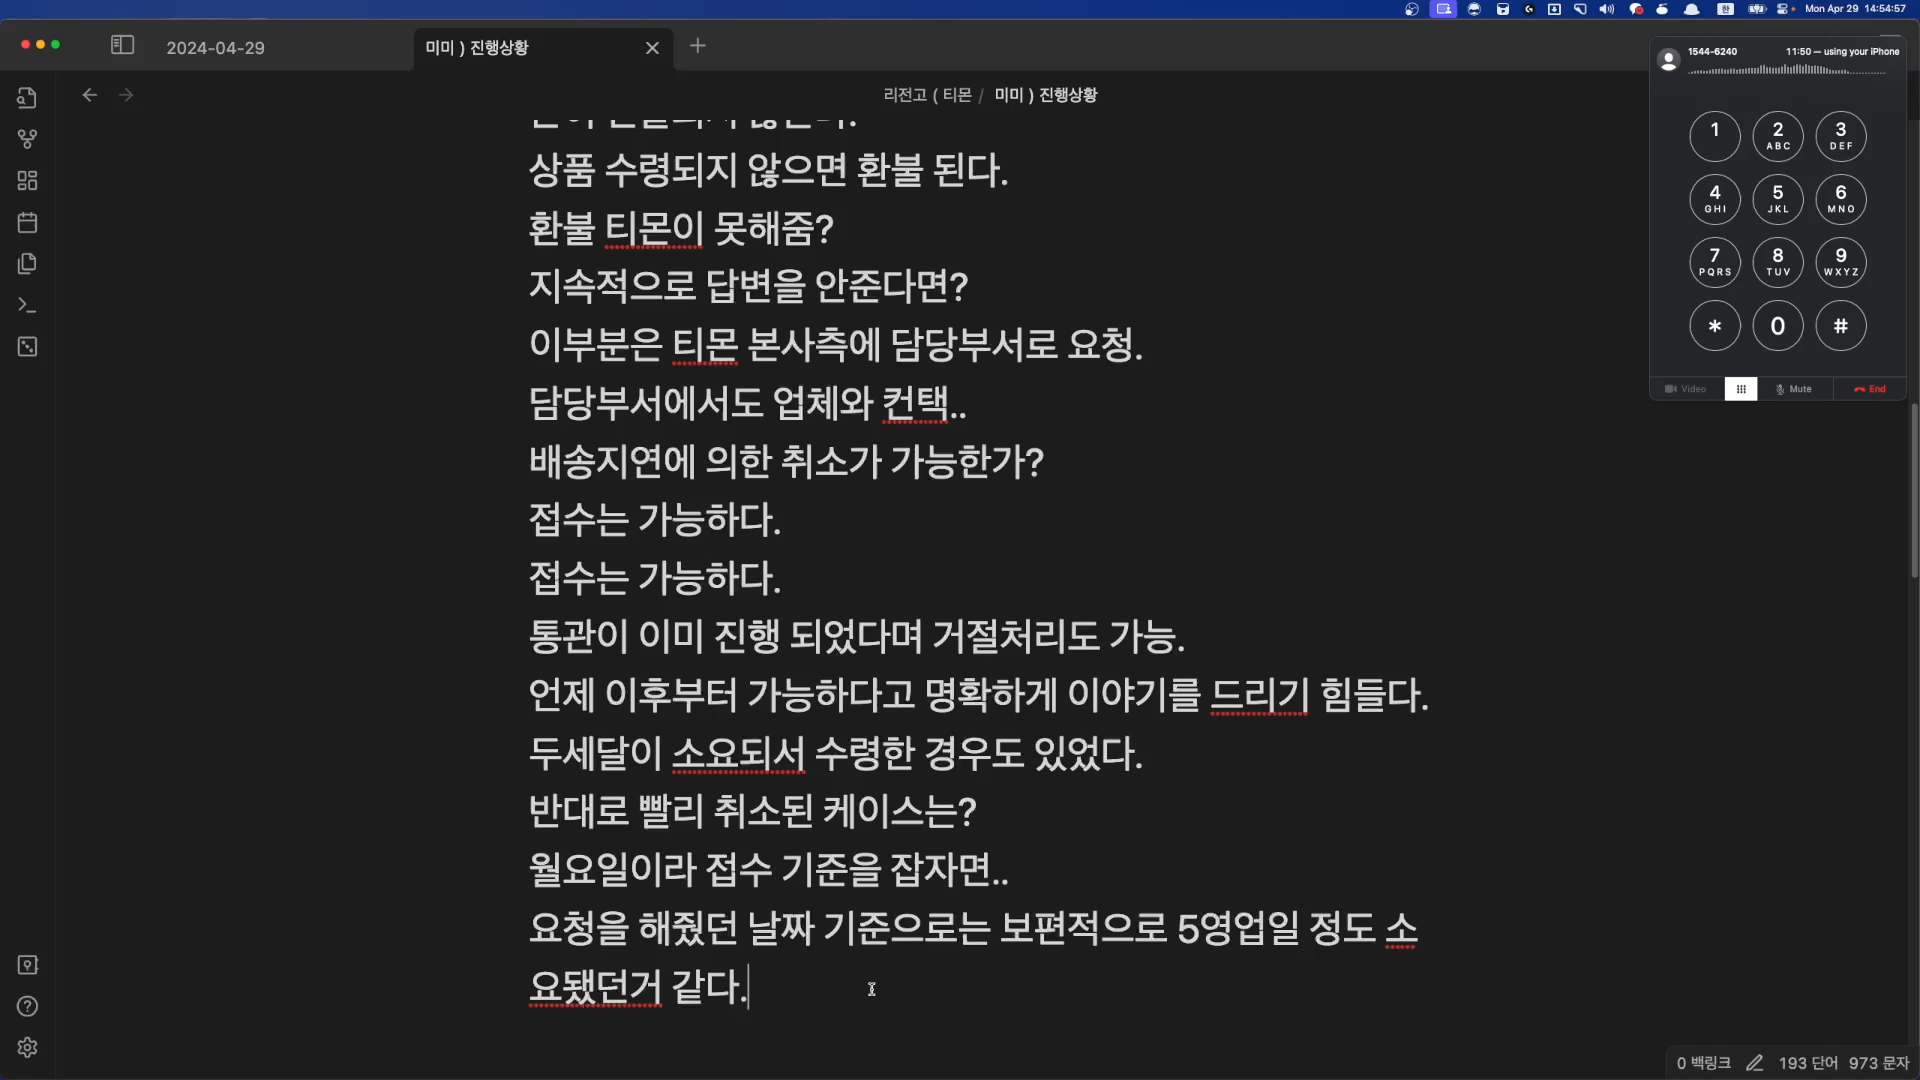 Mon Apr 29 14:54:57
2024-04-29
미미 ) 진행상황
리전고 ( 티몬 / 미미 ) 진행상황
상품 수령되지 않으면 환불 된다.
환불 티몬이 못해줌?
지속적으로 답변을 안준다면?
이부분은 티몬 본사측에 담당부서로 요청.
담당부서에서도 업체와 컨택..
배송지연에 의한 취소가 가능한가?
접수는 가능하다.
접수는 가능하다.
통관이 이미 진행 되었다며 거절처리도 가능.
언제 이후부터 가능하다고 명확하게 이야기를 드리기 힘들다.
두세달이 소요되서 수령한 경우도 있었다.
반대로 빨리 취소된 케이스는?
월요일이라 접수 기준을 잡자면..
요청을 해줬던 날짜 기준으로는 보편적으로 5영업일 정도 소
요됐던거 같다.
1544-6240
11:50 — using your iPhone
1
2 ABC
3 DEF
4 GHI
5 JKL
6 MNO
7 PQRS
8 TUV
9 WXYZ
*
0
#
Video
Mute
End
0 백링크
193 단어
973 문자